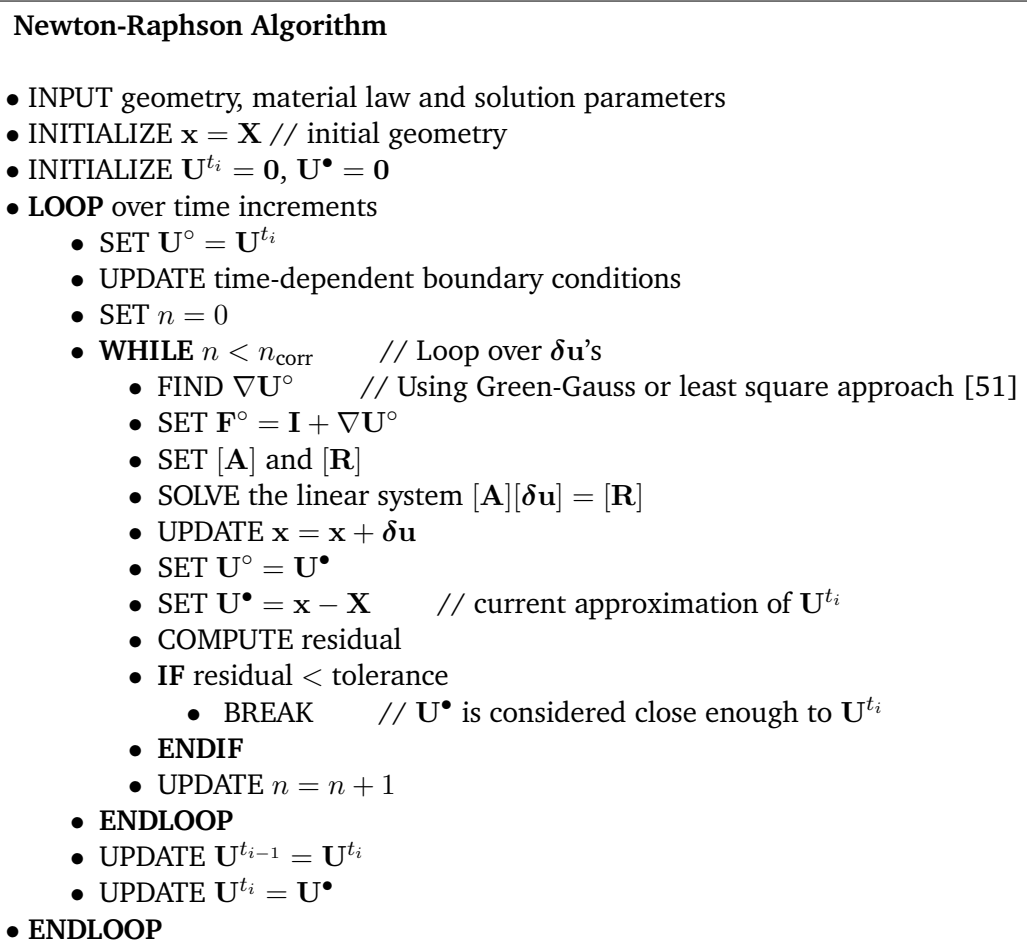 Newton-Raphson Algorithm
• INPUT geometry, material law and solution parameters
• INITIALIZE x = X // initial geometry
• INITIALIZE U^{t_i} = 0, U^• = 0
• LOOP over time increments
• SET U^° = U^{t_i}
• UPDATE time-dependent boundary conditions
• SET n = 0
• WHILE n < n_corr // Loop over δu's
• FIND ∇U^° // Using Green-Gauss or least square approach [51]
• SET F^° = I + ∇U^°
• SET [A] and [R]
• SOLVE the linear system [A][δu] = [R]
• UPDATE x = x + δu
• SET U^° = U^•
• SET U^• = x − X // current approximation of U^{t_i}
• COMPUTE residual
• IF residual < tolerance
• BREAK // U^• is considered close enough to U^{t_i}
• ENDIF
• UPDATE n = n + 1
• ENDLOOP
• UPDATE U^{t_{i−1}} = U^{t_i}
• UPDATE U^{t_i} = U^•
• ENDLOOP